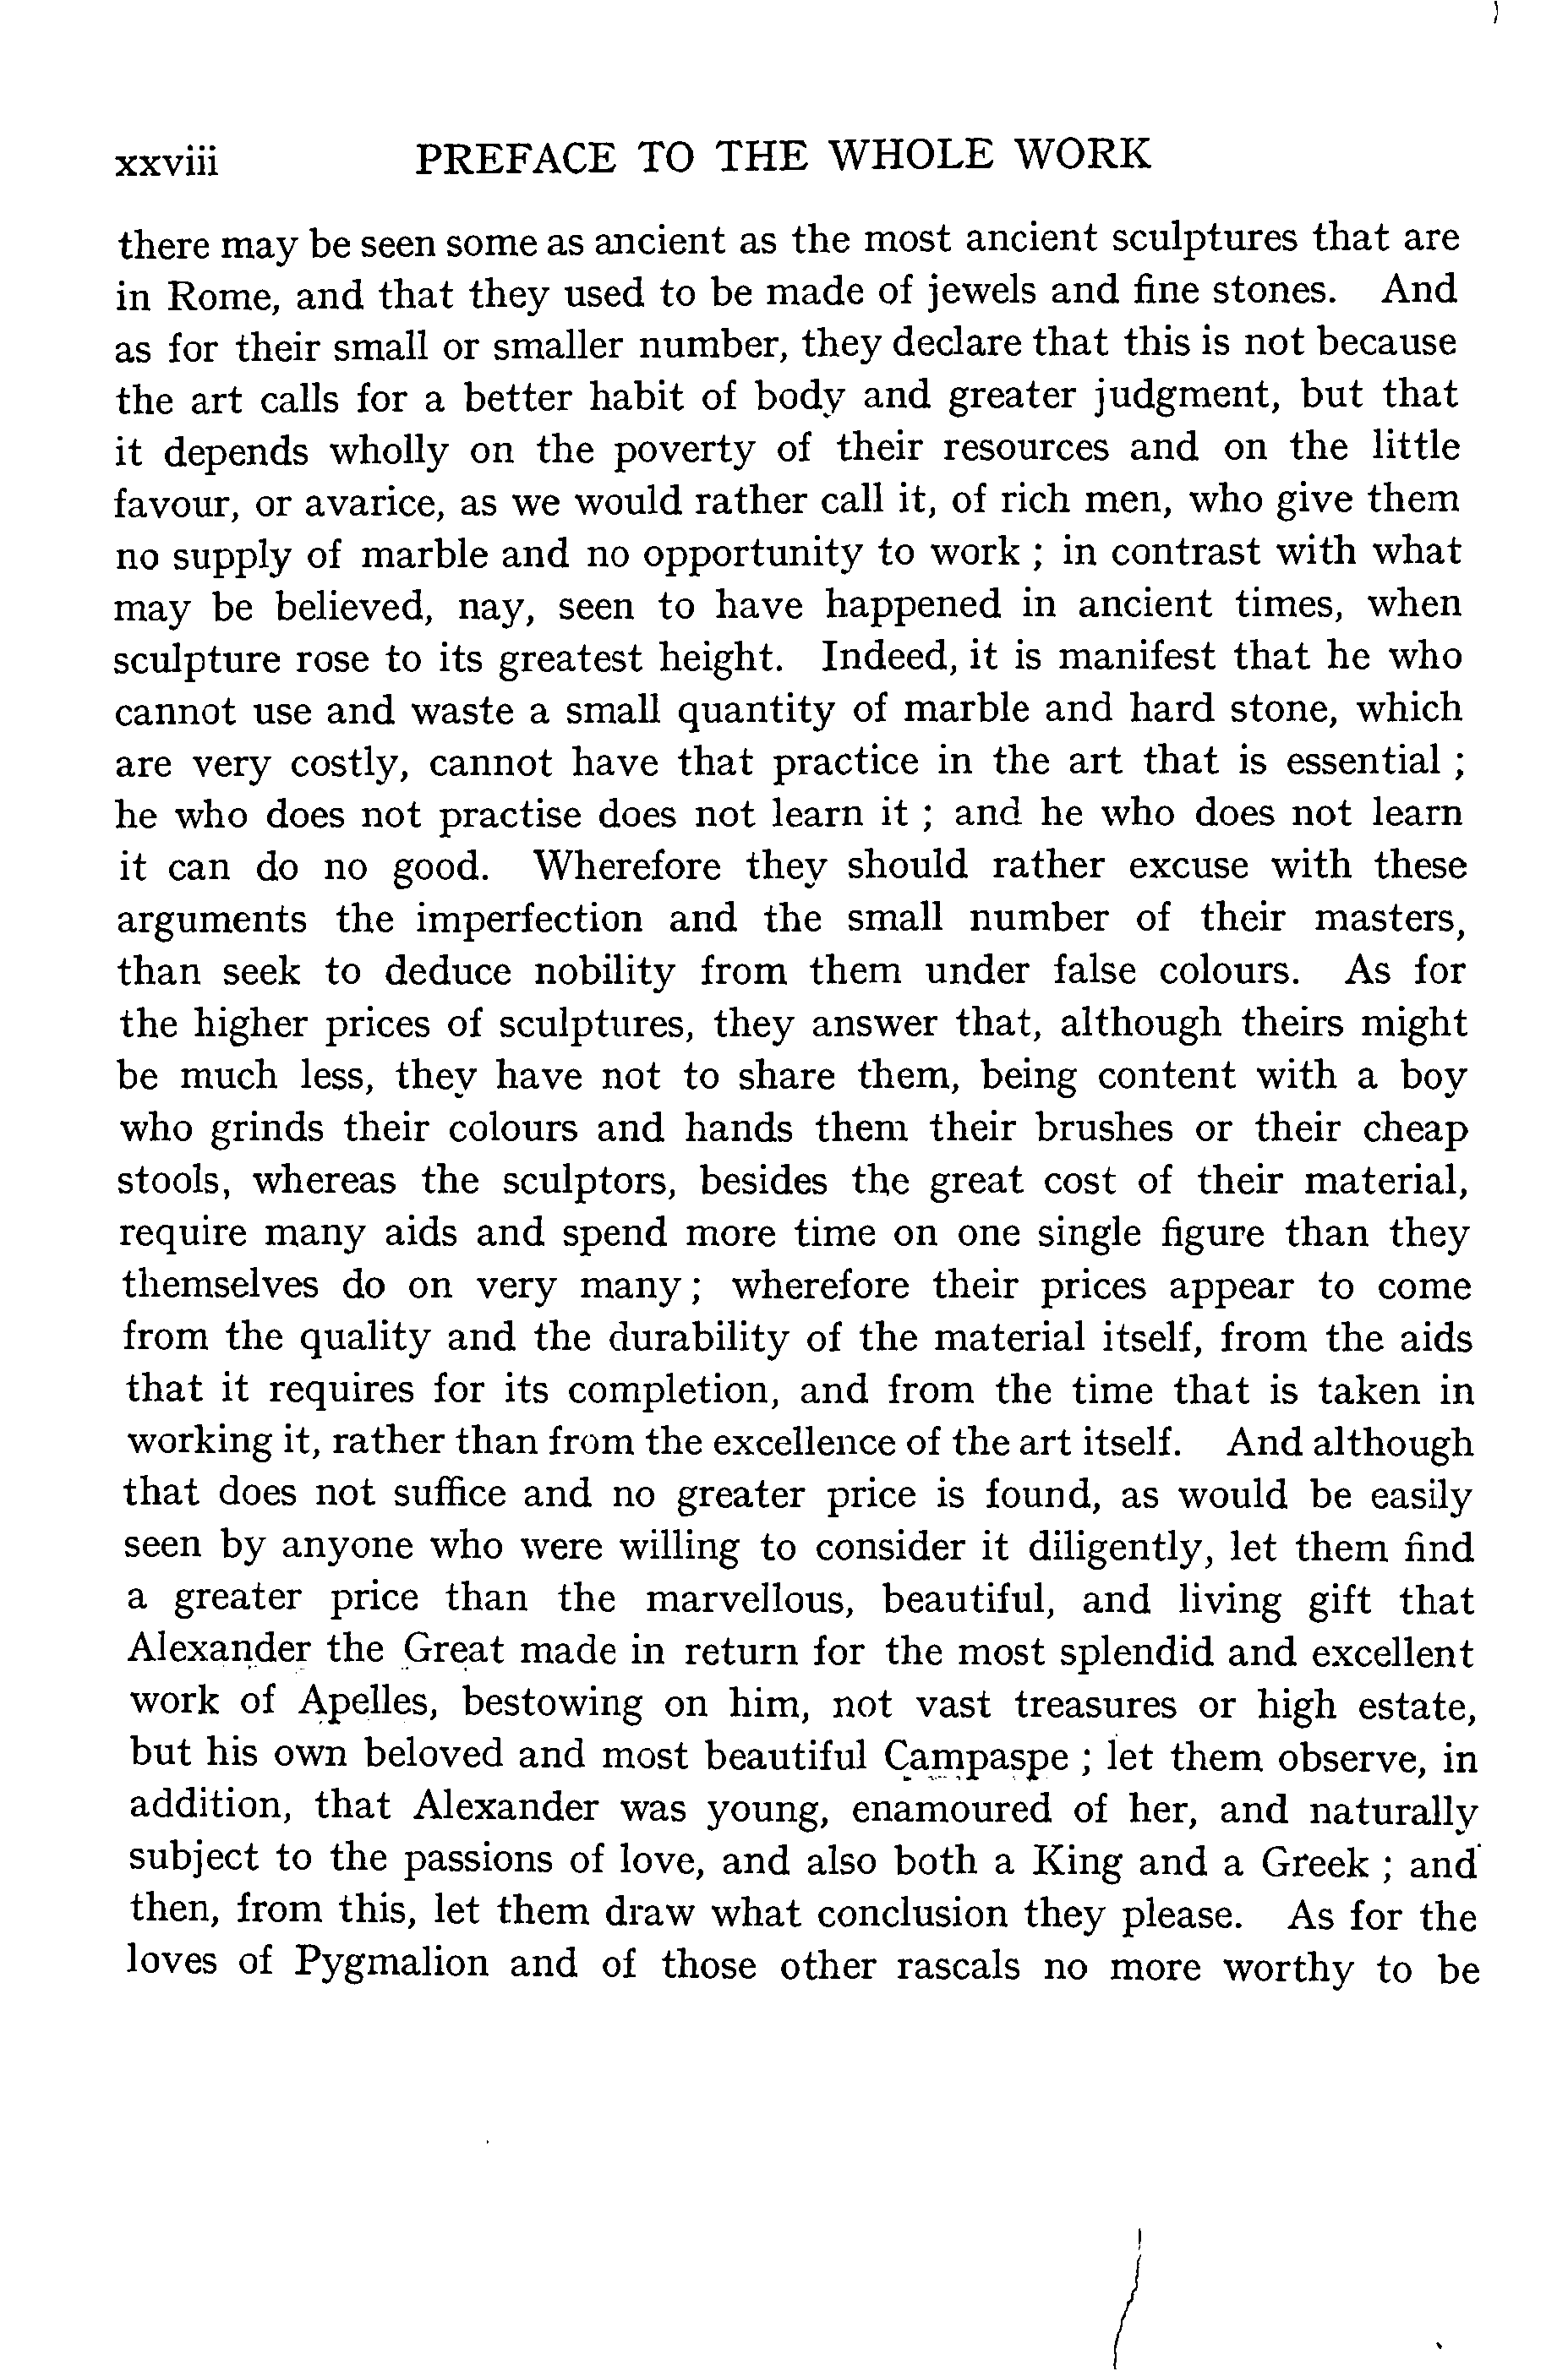 xxviii PREFACE TO THE WHOLE WORK
there may be seen some as ancient as the most ancient sculptures that are
in Rome, and that they used to be made of jewels and fine stones. And
as for their small or smaller number, they declare that this is not because
the art calls for a better habit of body and greater judgment, but that
it depends wholly on the poverty of their resources and on the little
favour, or avarice, as we would rather call it, of rich men, who give them
no supply of marble and no opportunity to work ; in contrast with what
may be believed, nay, seen to have happened in ancient times, when
sculpture rose to its greatest height. Indeed, it is manifest that he who
cannot use and waste a small quantity of marble and hard stone, which
are very costly, cannot have that practice in the art that is essential ;
he who does not practise does not learn it ; and he who does not learn
it can do no good. Wherefore they should rather excuse with these
arguments the imperfection and the small number of their masters,
than seek to deduce nobility from them under false colours. As for
the higher prices of sculptures, they answer that, although theirs might
be much less, they have not to share them, being content with a boy
who grinds their colours and hands them their brushes or their cheap
stools, whereas the sculptors, besides the great cost of their material,
require many aids and spend more time on one single figure than they
themselves do on very many ; wherefore their prices appear to come
from the quality and the durability of the material itself, from the aids
that it requires for its completion, and from the time that is taken in
working it, rather than from the excellence of the art itself. And although
that does not suffice and no greater price is found, as would be easily
seen by anyone who were willing to consider it diligently, let them find
a greater price than the marvellous, beautiful, and living gift that
Alexander the Great made in return for the most splendid and excellent
work of Apelles, bestowing on him, not vast treasures or high estate,
but his own beloved and most beautiful Campaspe ; let them observe, in
addition, that Alexander was young, enamoured of her, and naturally
subject to the passions of love, and also both a King and a Greek ; and
then, from this, let them draw what conclusion they please. As for the
loves of Pygmalion and of those other rascals no more worthy to be